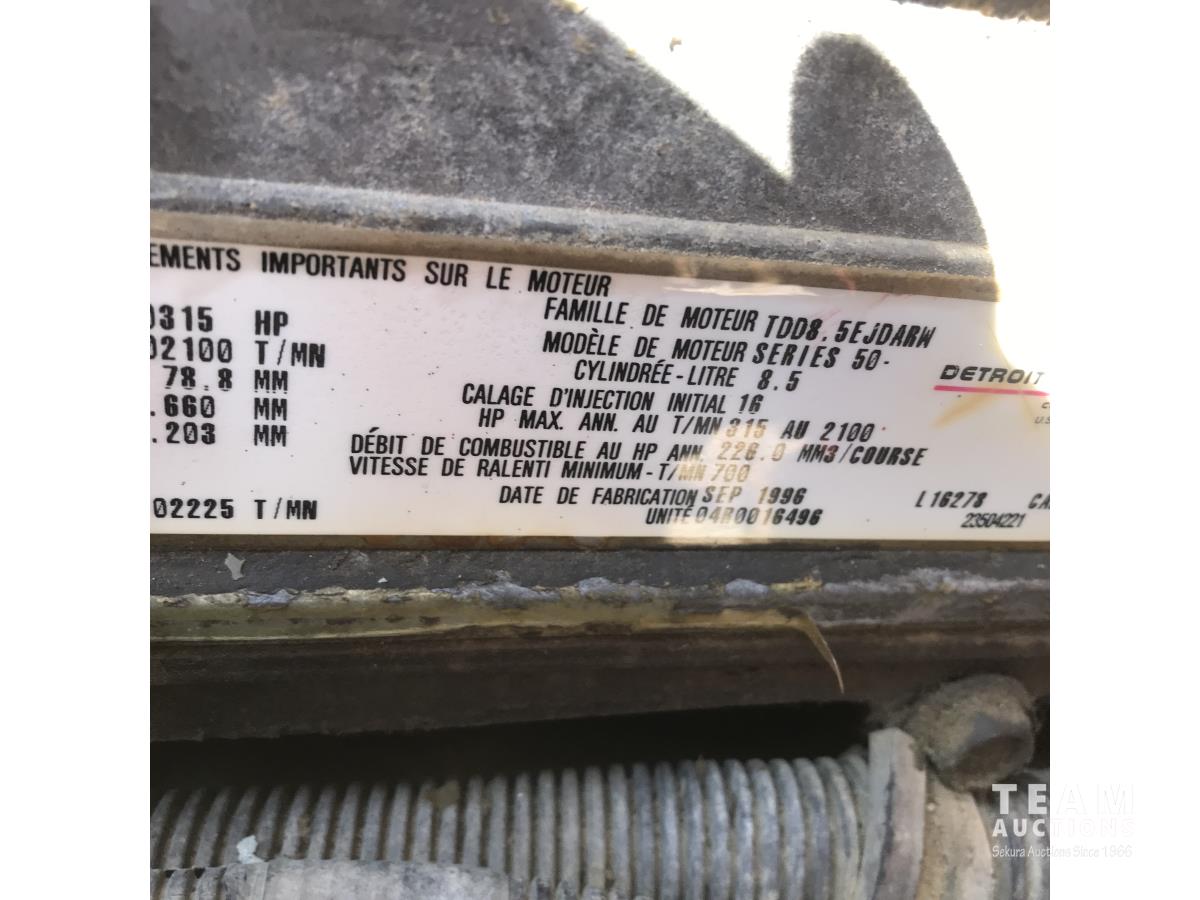 EMENTS IMPORTANTS SUR LE MOTEUR
0315 HP
02100 T/MN
78.8 MM
.660 MM
.203 MM
02225 T/MN
FAMILLE DE MOTEUR TDD8.5EJDARW
MODÈLE DE MOTEUR SERIES 50-
CYLINDRÉE-LITRE 8.5
CALAGE D'INJECTION INITIAL 16
HP MAX. ANN. AU T/MN 315 AU 2100
DÉBIT DE COMBUSTIBLE AU HP ANN. 226.0 MM3/COURSE
VITESSE DE RALENTI MINIMUM-T/MN 700
DATE DE FABRICATION SEP 1996
UNITÉ 04R0016496
DETROIT
U.S
L16278 CA
23504221
TEAM
AUCTIONS
Sekura Auctions Since 1966